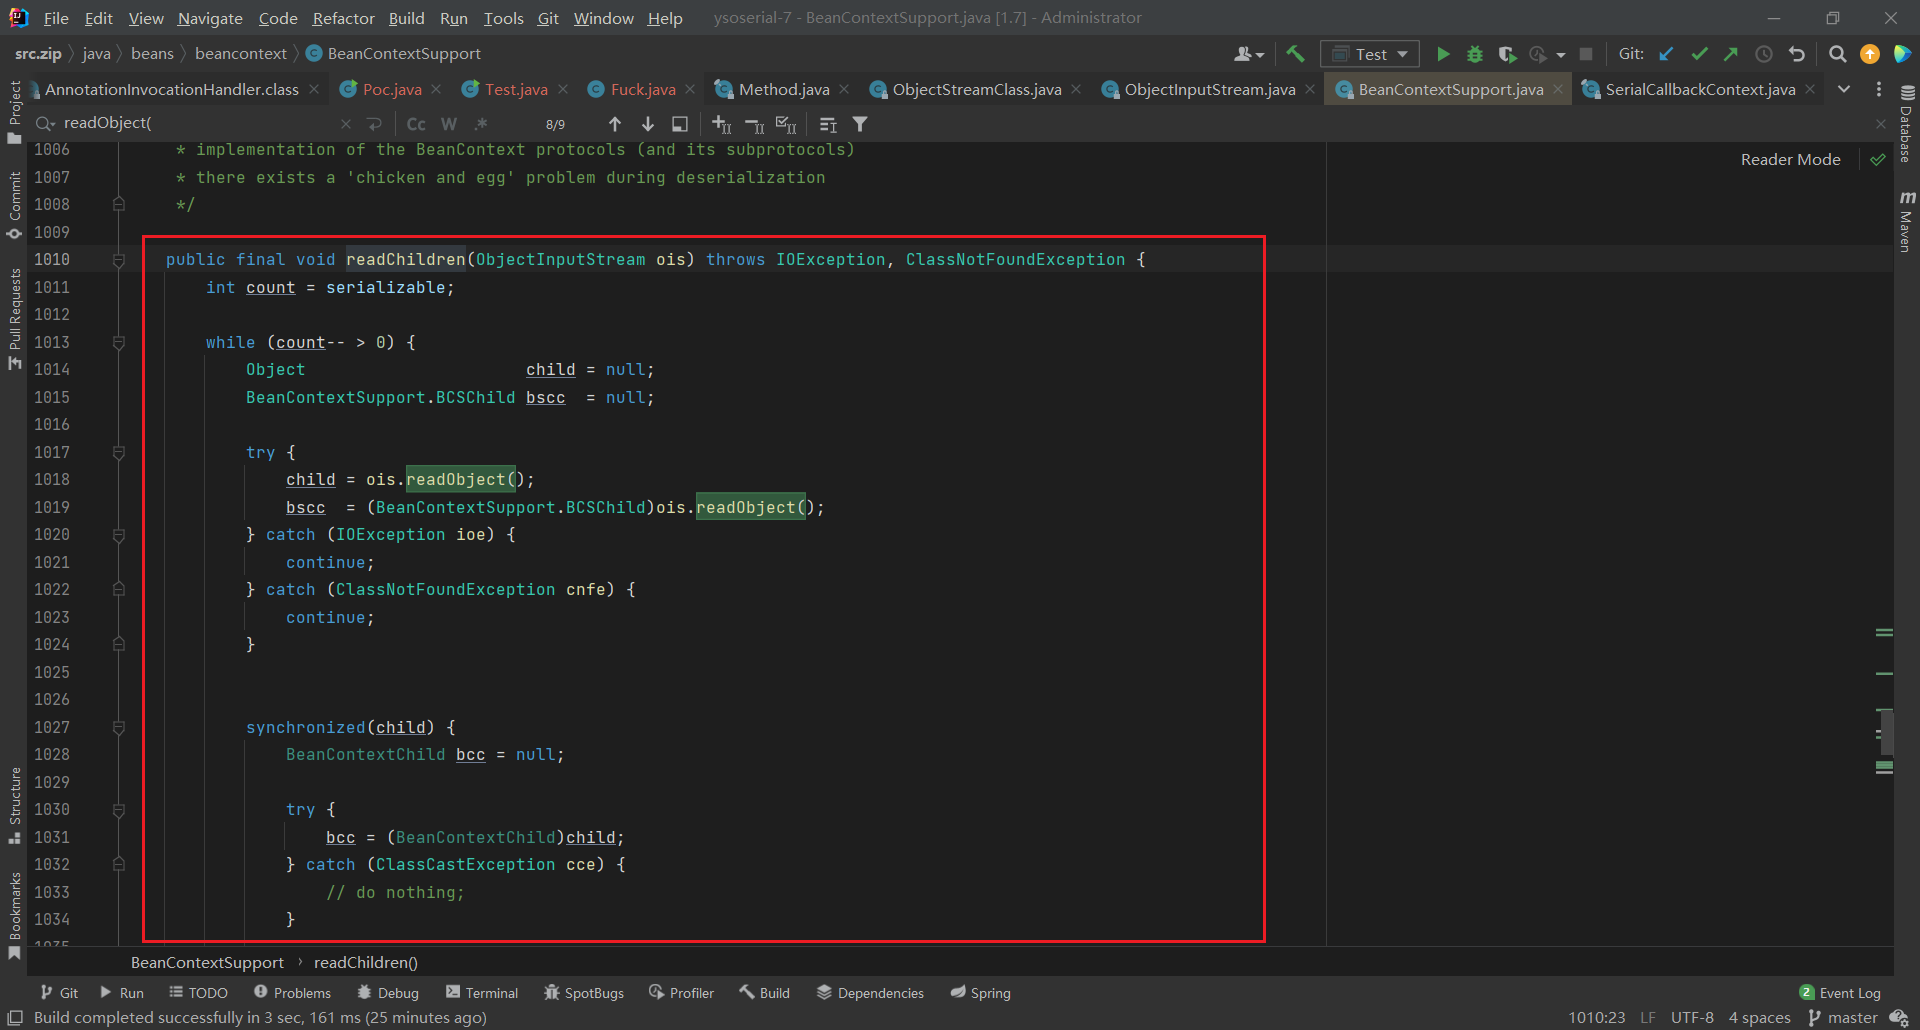 File Edit View Navigate Code Refactor Build Run Tools Git Window Help ysoserial-7 - BeanContextSupport.java [1.7] - Administrator
src.zip java beans beancontext BeanContextSupport Test Git:
AnnotationInvocationHandler.class Poc.java Test.java Fuck.java Method.java ObjectStreamClass.java ObjectInputStream.java BeanContextSupport.java SerialCallbackContext.java
readObject( Cc W .* 8/9
Reader Mode
1006 * implementation of the BeanContext protocols (and its subprotocols)
1007 * there exists a 'chicken and egg' problem during deserialization
1008 */
1009
1010 public final void readChildren(ObjectInputStream ois) throws IOException, ClassNotFoundException {
1011 int count = serializable;
1012
1013 while (count-- > 0) {
1014 Object child = null;
1015 BeanContextSupport.BCSChild bscc = null;
1016
1017 try {
1018 child = ois.readObject();
1019 bscc = (BeanContextSupport.BCSChild)ois.readObject();
1020 } catch (IOException ioe) {
1021 continue;
1022 } catch (ClassNotFoundException cnfe) {
1023 continue;
1024 }
1025
1026
1027 synchronized(child) {
1028 BeanContextChild bcc = null;
1029
1030 try {
1031 bcc = (BeanContextChild)child;
1032 } catch (ClassCastException cce) {
1033 // do nothing;
1034 }
1035
Project
Commit
Pull Requests
Structure
Bookmarks
Database
m Maven
BeanContextSupport › readChildren()
Git Run TODO Problems Debug Terminal SpotBugs Profiler Build Dependencies Spring 2 Event Log
Build completed successfully in 3 sec, 161 ms (25 minutes ago) 1010:23 LF UTF-8 4 spaces master